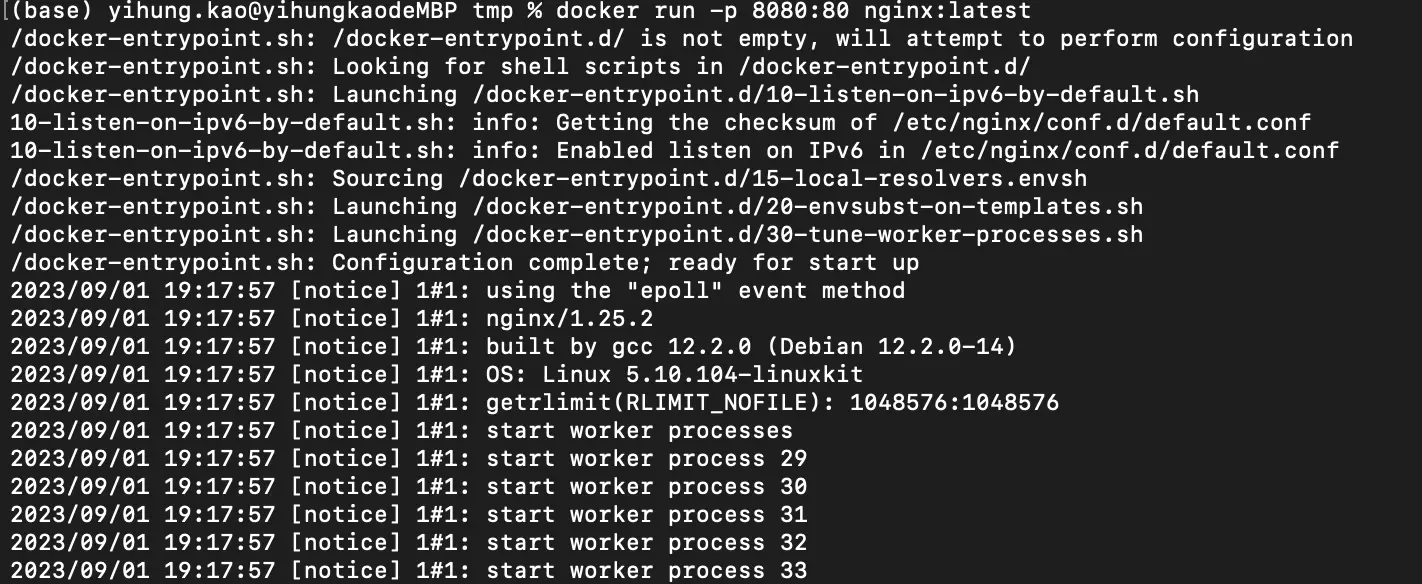 [(base) yihung.kao@yihungkaodeMBP tmp % docker run -p 8080:80 nginx:latest
/docker-entrypoint.sh: /docker-entrypoint.d/ is not empty, will attempt to perform configuration
/docker-entrypoint.sh: Looking for shell scripts in /docker-entrypoint.d/
/docker-entrypoint.sh: Launching /docker-entrypoint.d/10-listen-on-ipv6-by-default.sh
10-listen-on-ipv6-by-default.sh: info: Getting the checksum of /etc/nginx/conf.d/default.conf
10-listen-on-ipv6-by-default.sh: info: Enabled listen on IPv6 in /etc/nginx/conf.d/default.conf
/docker-entrypoint.sh: Sourcing /docker-entrypoint.d/15-local-resolvers.envsh
/docker-entrypoint.sh: Launching /docker-entrypoint.d/20-envsubst-on-templates.sh
/docker-entrypoint.sh: Launching /docker-entrypoint.d/30-tune-worker-processes.sh
/docker-entrypoint.sh: Configuration complete; ready for start up
2023/09/01 19:17:57 [notice] 1#1: using the "epoll" event method
2023/09/01 19:17:57 [notice] 1#1: nginx/1.25.2
2023/09/01 19:17:57 [notice] 1#1: built by gcc 12.2.0 (Debian 12.2.0-14)
2023/09/01 19:17:57 [notice] 1#1: OS: Linux 5.10.104-linuxkit
2023/09/01 19:17:57 [notice] 1#1: getrlimit(RLIMIT_NOFILE): 1048576:1048576
2023/09/01 19:17:57 [notice] 1#1: start worker processes
2023/09/01 19:17:57 [notice] 1#1: start worker process 29
2023/09/01 19:17:57 [notice] 1#1: start worker process 30
2023/09/01 19:17:57 [notice] 1#1: start worker process 31
2023/09/01 19:17:57 [notice] 1#1: start worker process 32
2023/09/01 19:17:57 [notice] 1#1: start worker process 33